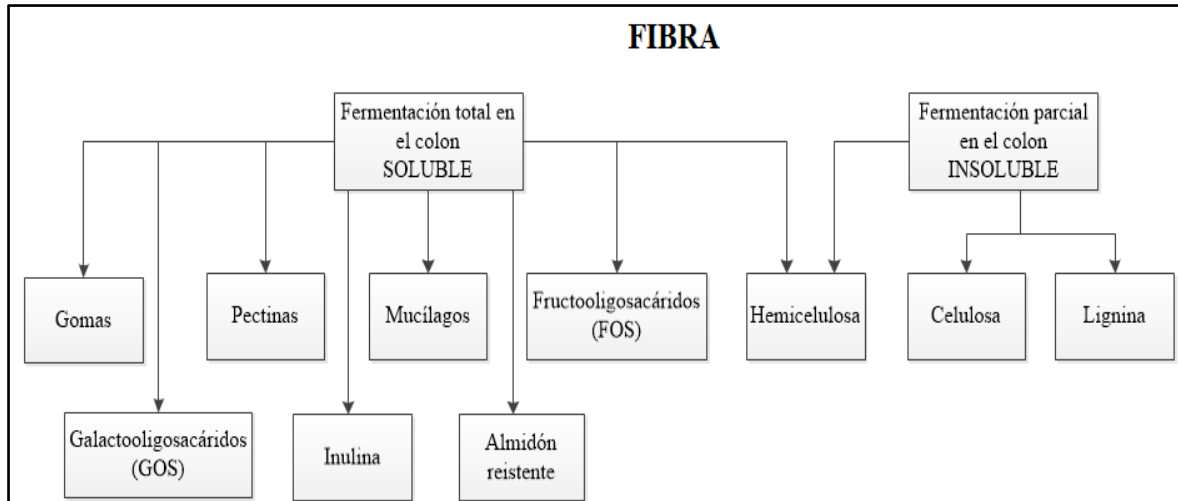 FIBRA
Fermentación total en
el colon
SOLUBLE
Fermentación parcial
en el colon
INSOLUBLE
Gomas
Pectinas
Mucílagos
Fructooligosacáridos
(FOS)
Hemicelulosa
Celulosa
Lignina
Galactooligosacáridos
(GOS)
Inulina
Almidón
reistente